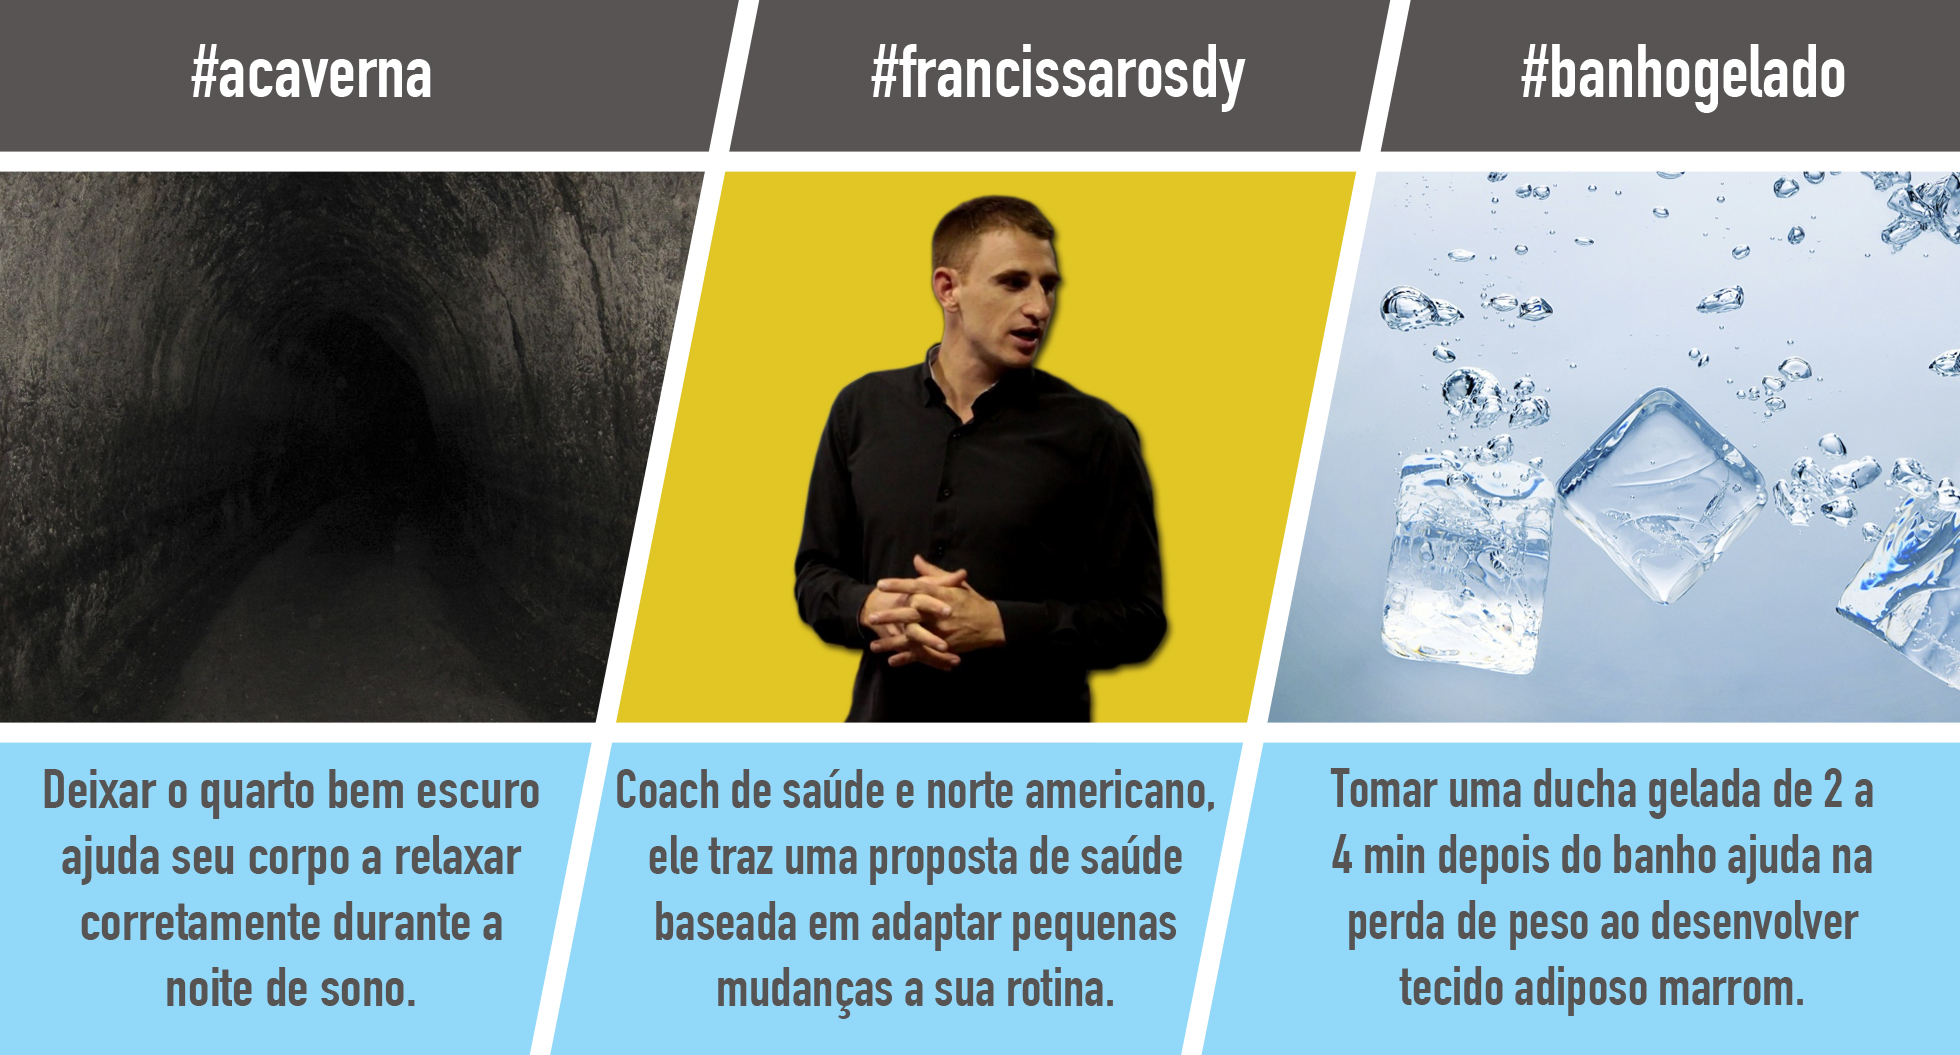 #acaverna
#francissarosdy
#banhogelado
Deixar o quarto bem escuro
ajuda seu corpo a relaxar
corretamente durante a
noite de sono.
Coach de saúde e norte americano,
ele traz uma proposta de saúde
baseada em adaptar pequenas
mudanças a sua rotina.
Tomar uma ducha gelada de 2 a
4 min depois do banho ajuda na
perda de peso ao desenvolver
tecido adiposo marrom.